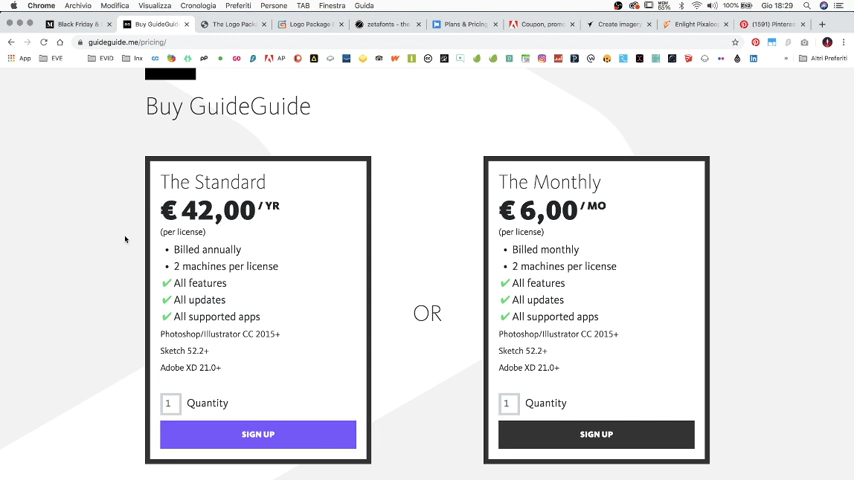 Chrome Archivio Modifica Visualizza Cronologia Preferiti Persone TAB Finestra Guida 100% Gio 18:29
Black Friday & Buy GuideGuide The Logo Pack Logo Package zetafonts - the Plans & Pricing Coupon, promo Create imagery Enlight Pixaloop (1591) Pinterest
guideguide.me/pricing/
App EVE EVIO Inx AP Altri Preferiti
Buy GuideGuide
The Standard
€ 42,00 / YR
(per license)
• Billed annually
• 2 machines per license
✔ All features
✔ All updates
✔ All supported apps
Photoshop/Illustrator CC 2015+
Sketch 52.2+
Adobe XD 21.0+
1 Quantity
SIGN UP
OR
The Monthly
€ 6,00 / MO
(per license)
• Billed monthly
• 2 machines per license
✔ All features
✔ All updates
✔ All supported apps
Photoshop/Illustrator CC 2015+
Sketch 52.2+
Adobe XD 21.0+
1 Quantity
SIGN UP